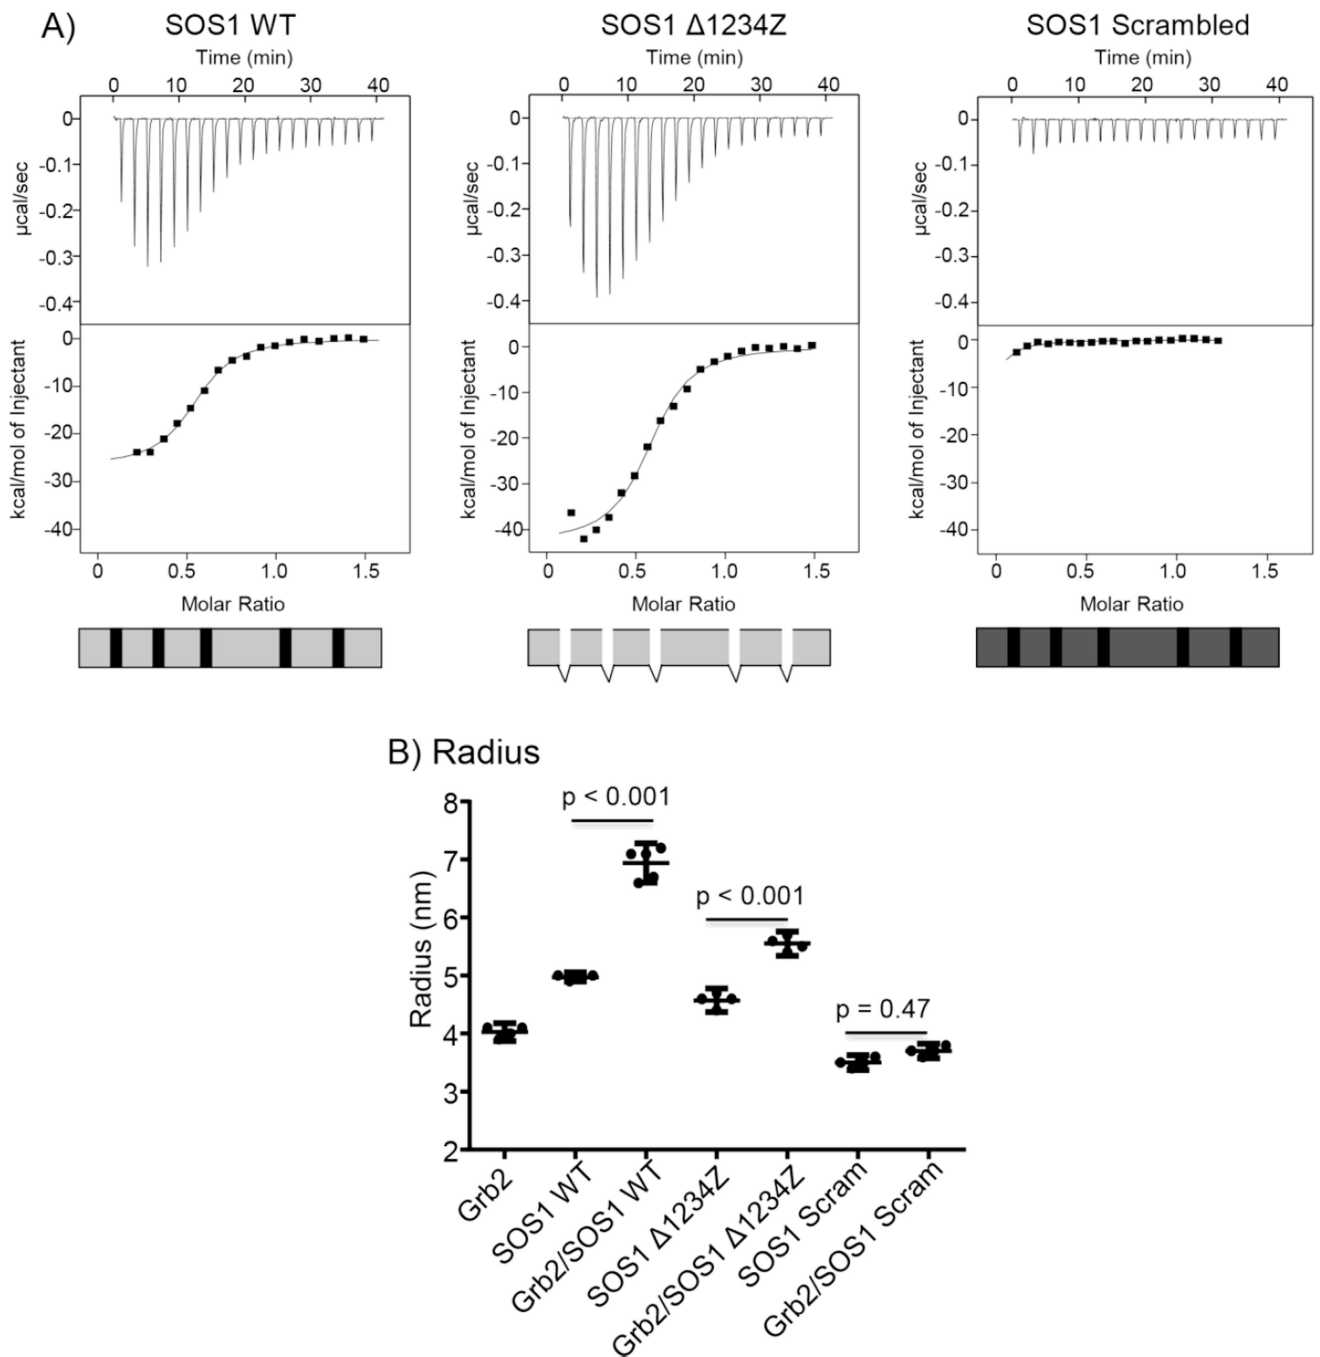 A)
SOS1 WT
Time (min)
0 10 20 30 40
µcal/sec
0
-0.1
-0.2
-0.3
-0.4
kcal/mol of Injectant
0
-10
-20
-30
-40
0 0.5 1.0 1.5
Molar Ratio
SOS1 Δ1234Z
Time (min)
0 10 20 30 40
µcal/sec
0
-0.1
-0.2
-0.3
-0.4
kcal/mol of Injectant
0
-10
-20
-30
-40
0 0.5 1.0 1.5
Molar Ratio
SOS1 Scrambled
Time (min)
0 10 20 30 40
µcal/sec
0
-0.1
-0.2
-0.3
-0.4
kcal/mol of Injectant
0
-10
-20
-30
-40
0 0.5 1.0 1.5
Molar Ratio
B) Radius
Radius (nm)
8
7
6
5
4
3
2
p < 0.001
p < 0.001
p = 0.47
Grb2
SOS1 WT
Grb2/SOS1 WT
SOS1 Δ1234Z
Grb2/SOS1 Δ1234Z
SOS1 Scram
Grb2/SOS1 Scram